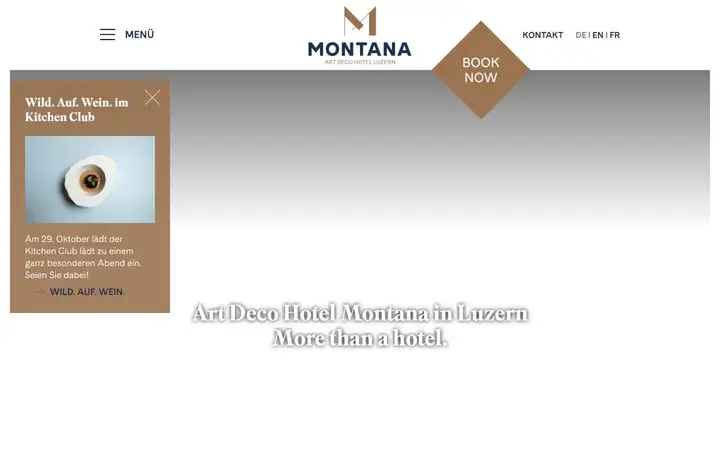 MENÜ
MONTANA
ART DECO HOTEL LUZERN
KONTAKT
DE | EN | FR
BOOK
NOW
Wild. Auf. Wein. im
Kitchen Club
Am 29. Oktober lädt der
Kitchen Club lädt zu einem
ganz besonderen Abend ein.
Seien Sie dabei!
→ WILD. AUF. WEIN.
Art Deco Hotel Montana in Luzern
More than a hotel.